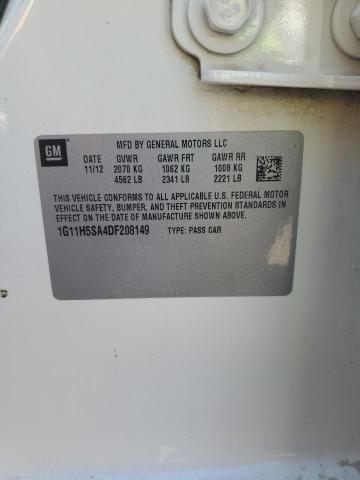 GM
MFD BY GENERAL MOTORS LLC
DATE GVWR GAWR FRT GAWR RR
11/12 2070 KG 1062 KG 1008 KG
4562 LB 2341 LB 2221 LB
THIS VEHICLE CONFORMS TO ALL APPLICABLE U.S. FEDERAL MOTOR
VEHICLE SAFETY, BUMPER, AND THEFT PREVENTION STANDARDS IN
EFFECT ON THE DATE OF MANUFACTURE SHOWN ABOVE.
1G11H5SA4DF208149 TYPE: PASS CAR